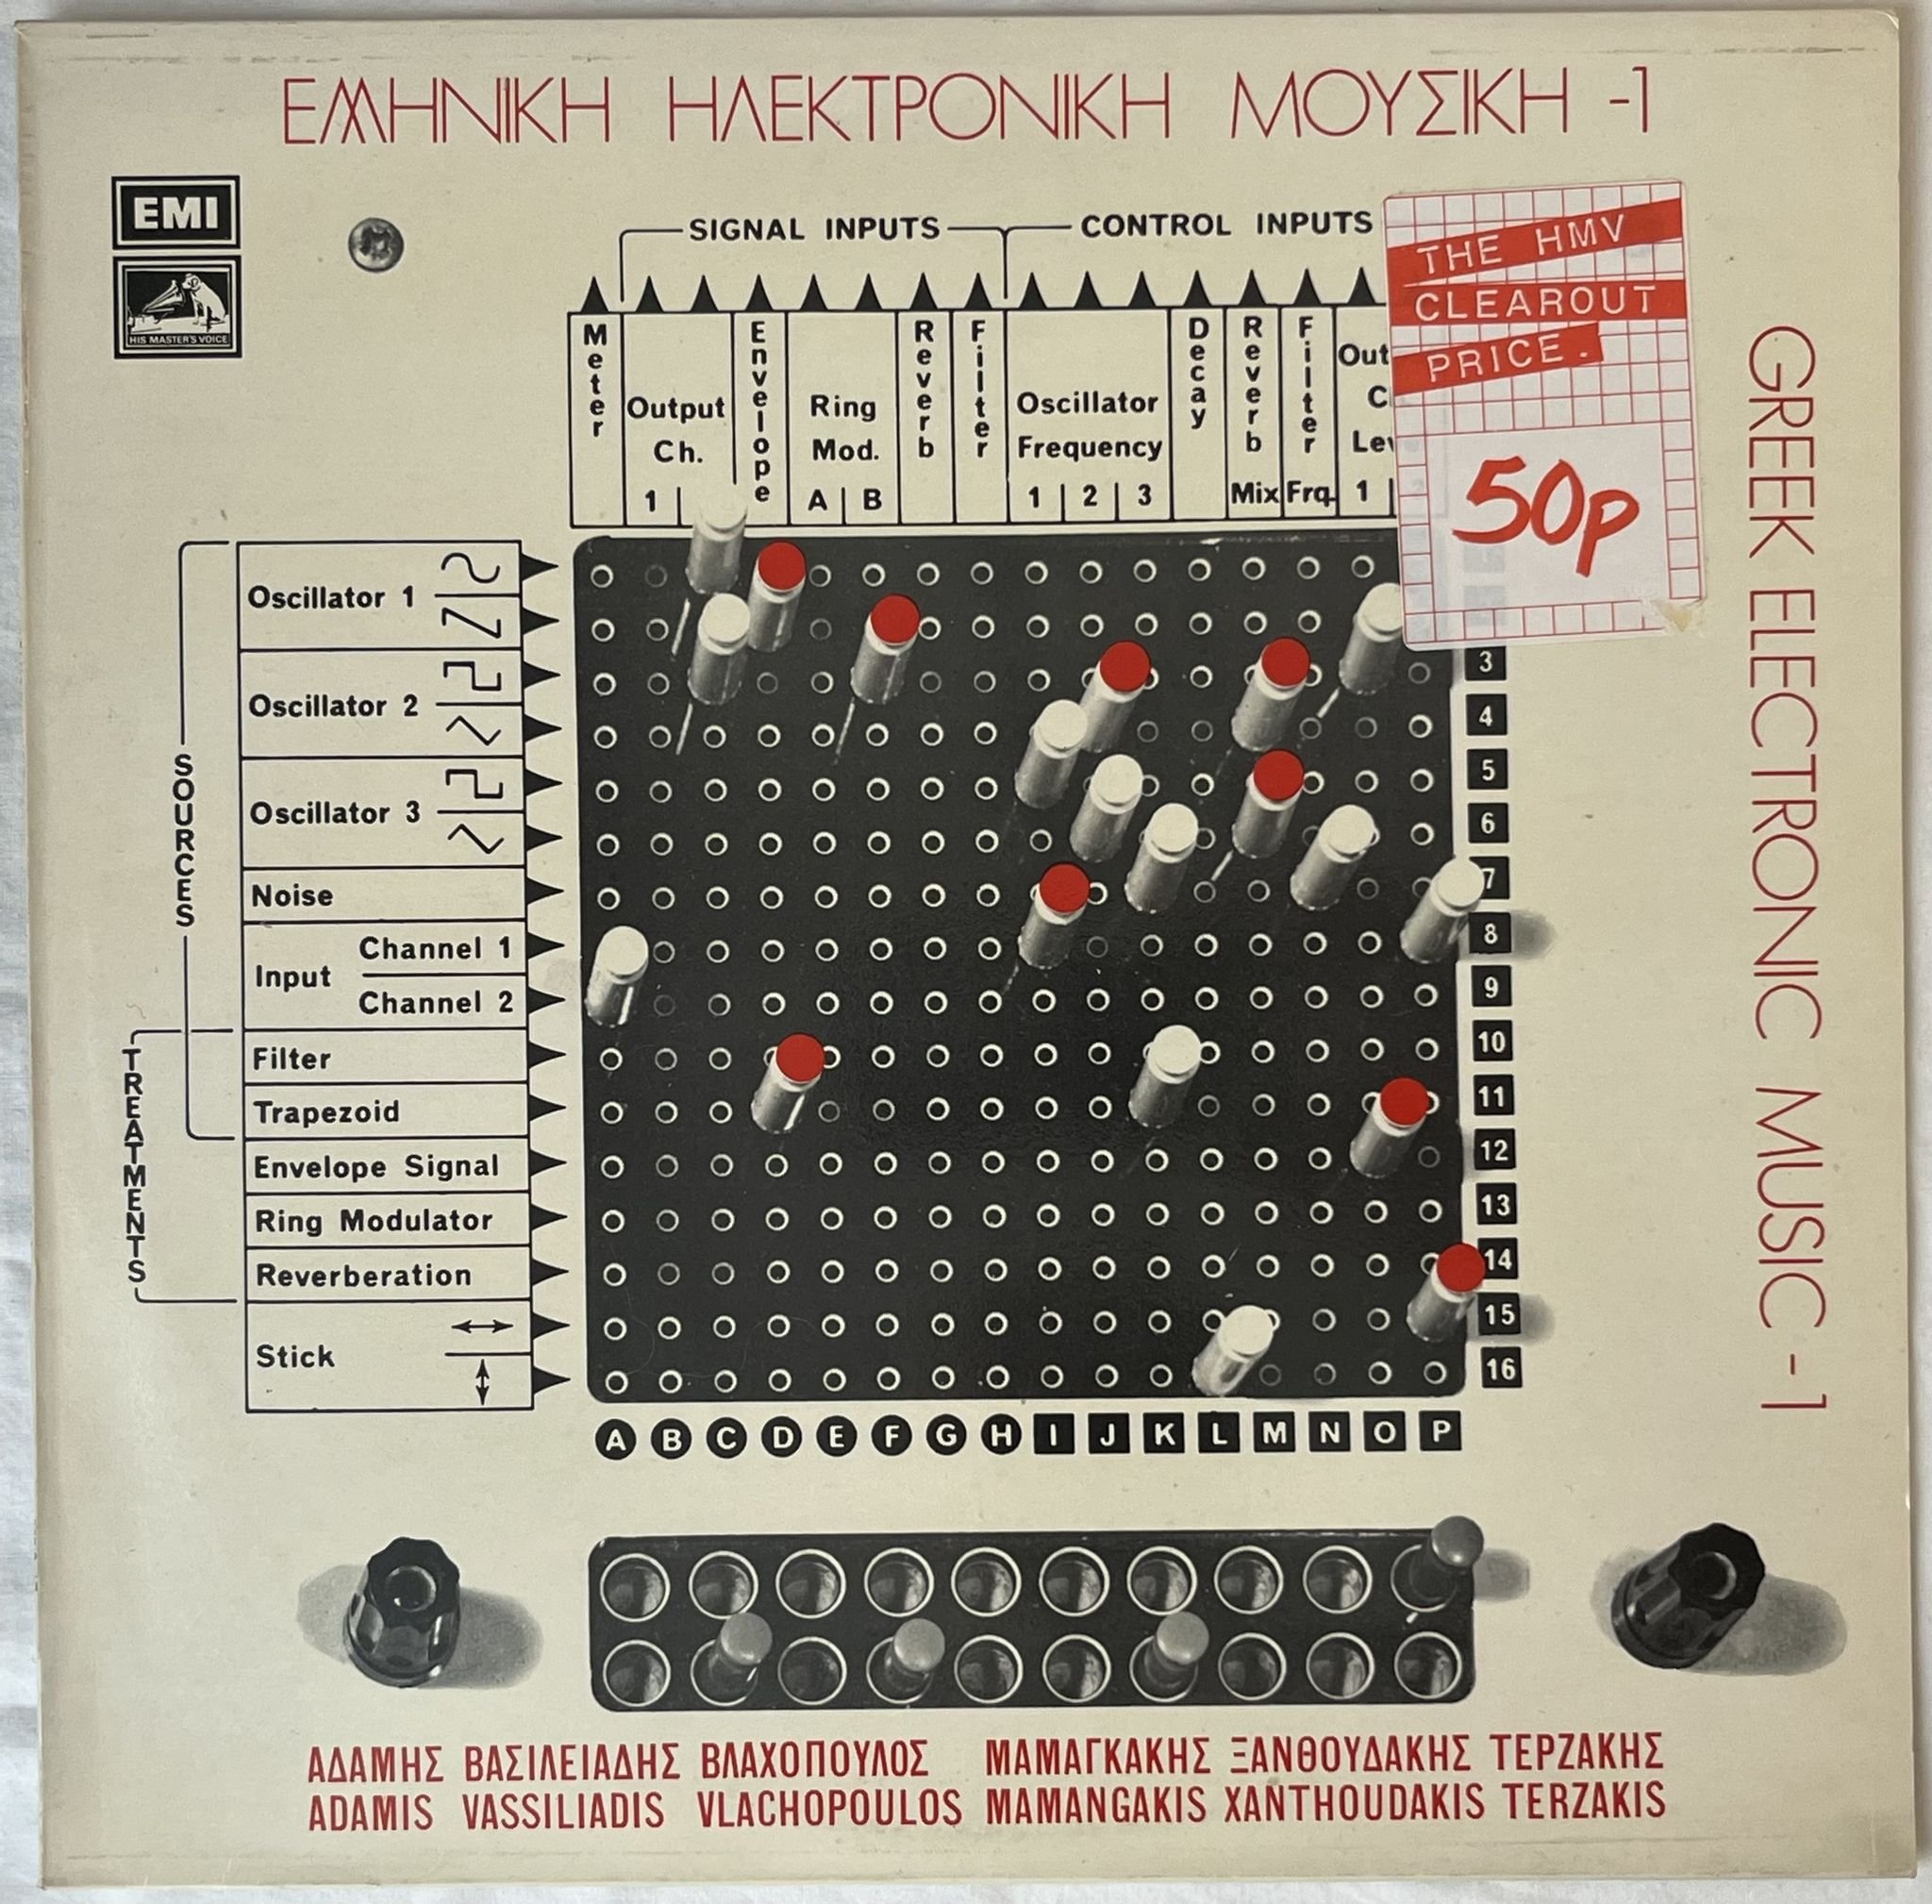 ΕΛΛΗΝΙΚΗ ΗΛΕΚΤΡΟΝΙΚΗ ΜΟΥΣΙΚΗ -1
EMI
HIS MASTER'S VOICE
SIGNAL INPUTS
CONTROL INPUTS
THE HMV
CLEAROUT
PRICE.
50p
Meter
Output Ch.
1
Envelope
Ring Mod.
A | B
Reverb
Filter
Oscillator Frequency
1 | 2 | 3
Decay
Reverb Mix
Filter Frq.
1
GREEK ELECTRONIC MUSIC -1
SOURCES
TREATMENTS
Oscillator 1
Oscillator 2
Oscillator 3
Noise
Input
Channel 1
Channel 2
Filter
Trapezoid
Envelope Signal
Ring Modulator
Reverberation
Stick
3
4
5
6
7
8
9
10
11
12
13
14
15
16
A B C D E F G H I J K L M N O P
ΑΔΑΜΗΣ ΒΑΣΙΛΕΙΑΔΗΣ ΒΛΑΧΟΠΟΥΛΟΣ ΜΑΜΑΓΚΑΚΗΣ ΞΑΝΘΟΥΔΑΚΗΣ ΤΕΡΖΑΚΗΣ
ADAMIS VASSILIADIS VLACHOPOULOS MAMANGAKIS XANTHOUDAKIS TERZAKIS